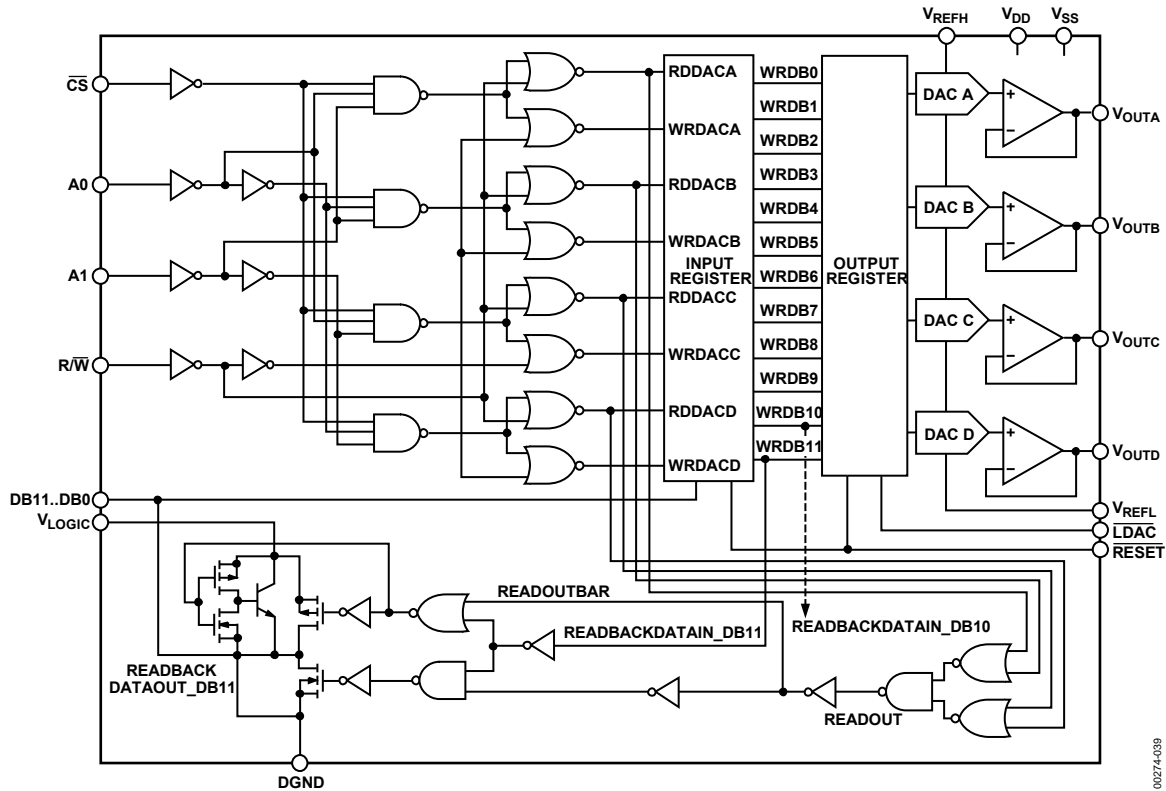 VREFH VDD VSS
CS
A0
A1
R/W
DB11..DB0
VLOGIC
RDDACA
WRDACA
RDDACB
WRDACB
INPUT
REGISTER
RDDACC
WRDACC
RDDACD
WRDACD
WRDB0
WRDB1
WRDB2
WRDB3
WRDB4
WRDB5
WRDB6
WRDB7
WRDB8
WRDB9
WRDB10
WRDB11
OUTPUT
REGISTER
DAC A
+
–
VOUTA
DAC B
+
–
VOUTB
DAC C
+
–
VOUTC
DAC D
+
–
VOUTD
VREFL
LDAC
RESET
READOUTBAR
READBACKDATAIN_DB11
READBACKDATAIN_DB10
READBACK
DATAOUT_DB11
READOUT
DGND
00274-039